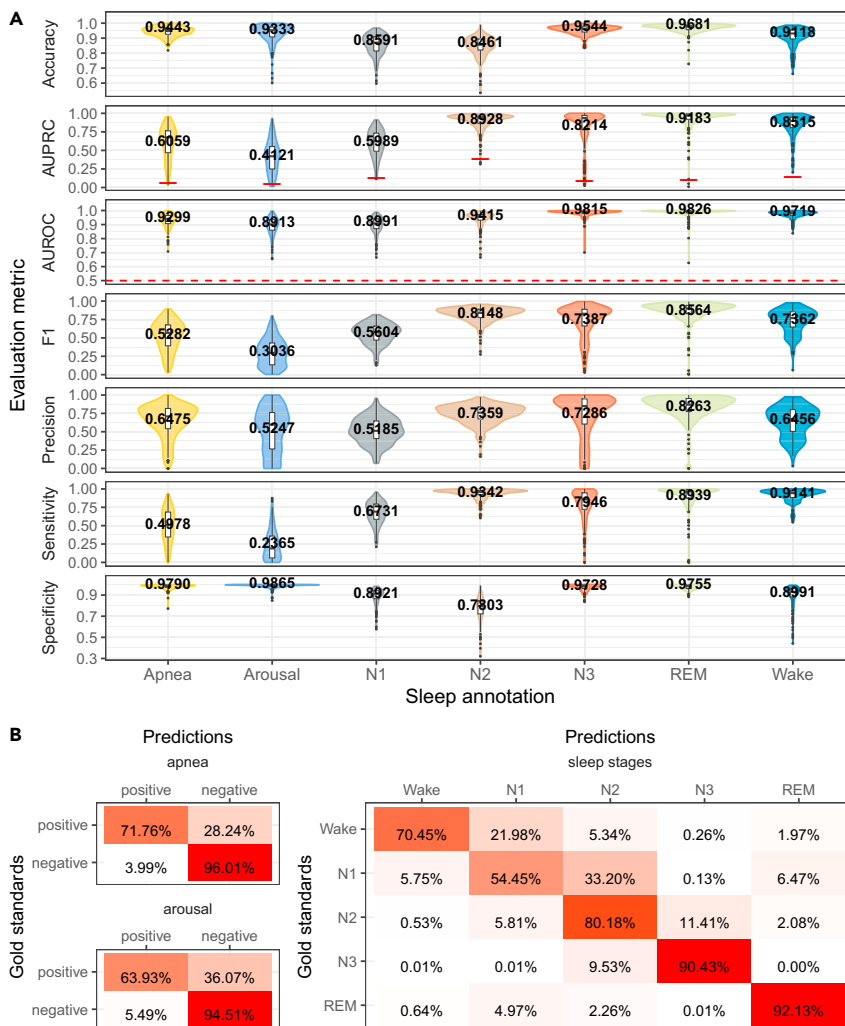 A
Evaluation metric
Accuracy
1.0
0.9
0.8
0.7
0.6
0.9443
0.9333
0.8591
0.8461
0.9544
0.9681
0.9118
AUPRC
1.00
0.75
0.50
0.25
0.00
0.6059
0.4121
0.5989
0.8928
0.8214
0.9183
0.8515
AUROC
1.0
0.9
0.8
0.7
0.6
0.5
0.9299
0.8913
0.8991
0.9415
0.9815
0.9826
0.9719
F1
1.00
0.75
0.50
0.25
0.00
0.5282
0.3036
0.5604
0.8148
0.7387
0.8564
0.7362
Precision
1.00
0.75
0.50
0.25
0.00
0.6475
0.5247
0.5185
0.7359
0.7286
0.8263
0.6456
Sensitivity
1.00
0.75
0.50
0.25
0.00
0.4978
0.2365
0.6731
0.9342
0.7946
0.8939
0.9141
Specificity
0.9
0.7
0.5
0.3
0.9790
0.9865
0.8921
0.7803
0.9728
0.9755
0.8991
Apnea Arousal N1 N2 N3 REM Wake
Sleep annotation
B
Predictions
apnea
positive negative
Gold standards
positive 71.76% 28.24%
negative 3.99% 96.01%
arousal
positive negative
positive 63.93% 36.07%
negative 5.49% 94.51%
Predictions
sleep stages
Wake N1 N2 N3 REM
Gold standards
Wake 70.45% 21.98% 5.34% 0.26% 1.97%
N1 5.75% 54.45% 33.20% 0.13% 6.47%
N2 0.53% 5.81% 80.18% 11.41% 2.08%
N3 0.01% 0.01% 9.53% 90.43% 0.00%
REM 0.64% 4.97% 2.26% 0.01% 92.13%